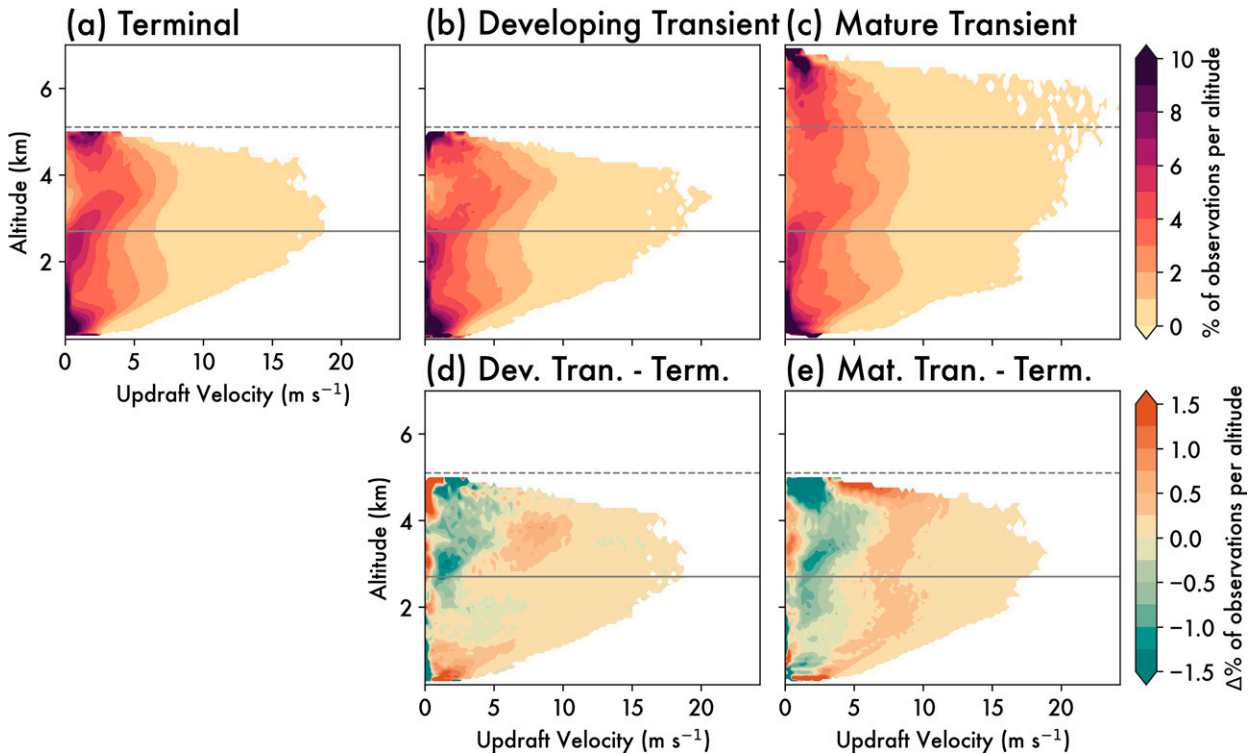 (a) Terminal
(b) Developing Transient
(c) Mature Transient
Altitude (km)
6
4
2
0 5 10 15 20
Updraft Velocity (m s⁻¹)
10
8
6
4
2
0
% of observations per altitude
(d) Dev. Tran. - Term.
(e) Mat. Tran. - Term.
Altitude (km)
6
4
2
0 5 10 15 20
Updraft Velocity (m s⁻¹)
0 5 10 15 20
Updraft Velocity (m s⁻¹)
1.5
1.0
0.5
0.0
−0.5
−1.0
−1.5
Δ% of observations per altitude